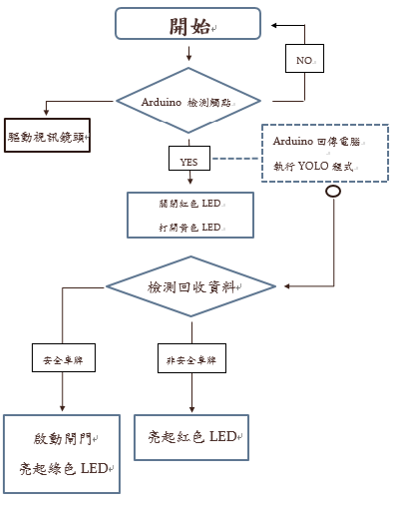 開始
NO
Arduino 檢測觸點
驅動視訊鏡頭
Arduino 回傳電腦
執行 YOLO 程式
YES
關閉紅色 LED
打開黃色 LED
檢測回收資料
安全車牌
非安全車牌
啟動閘門
亮起綠色 LED
亮起紅色 LED